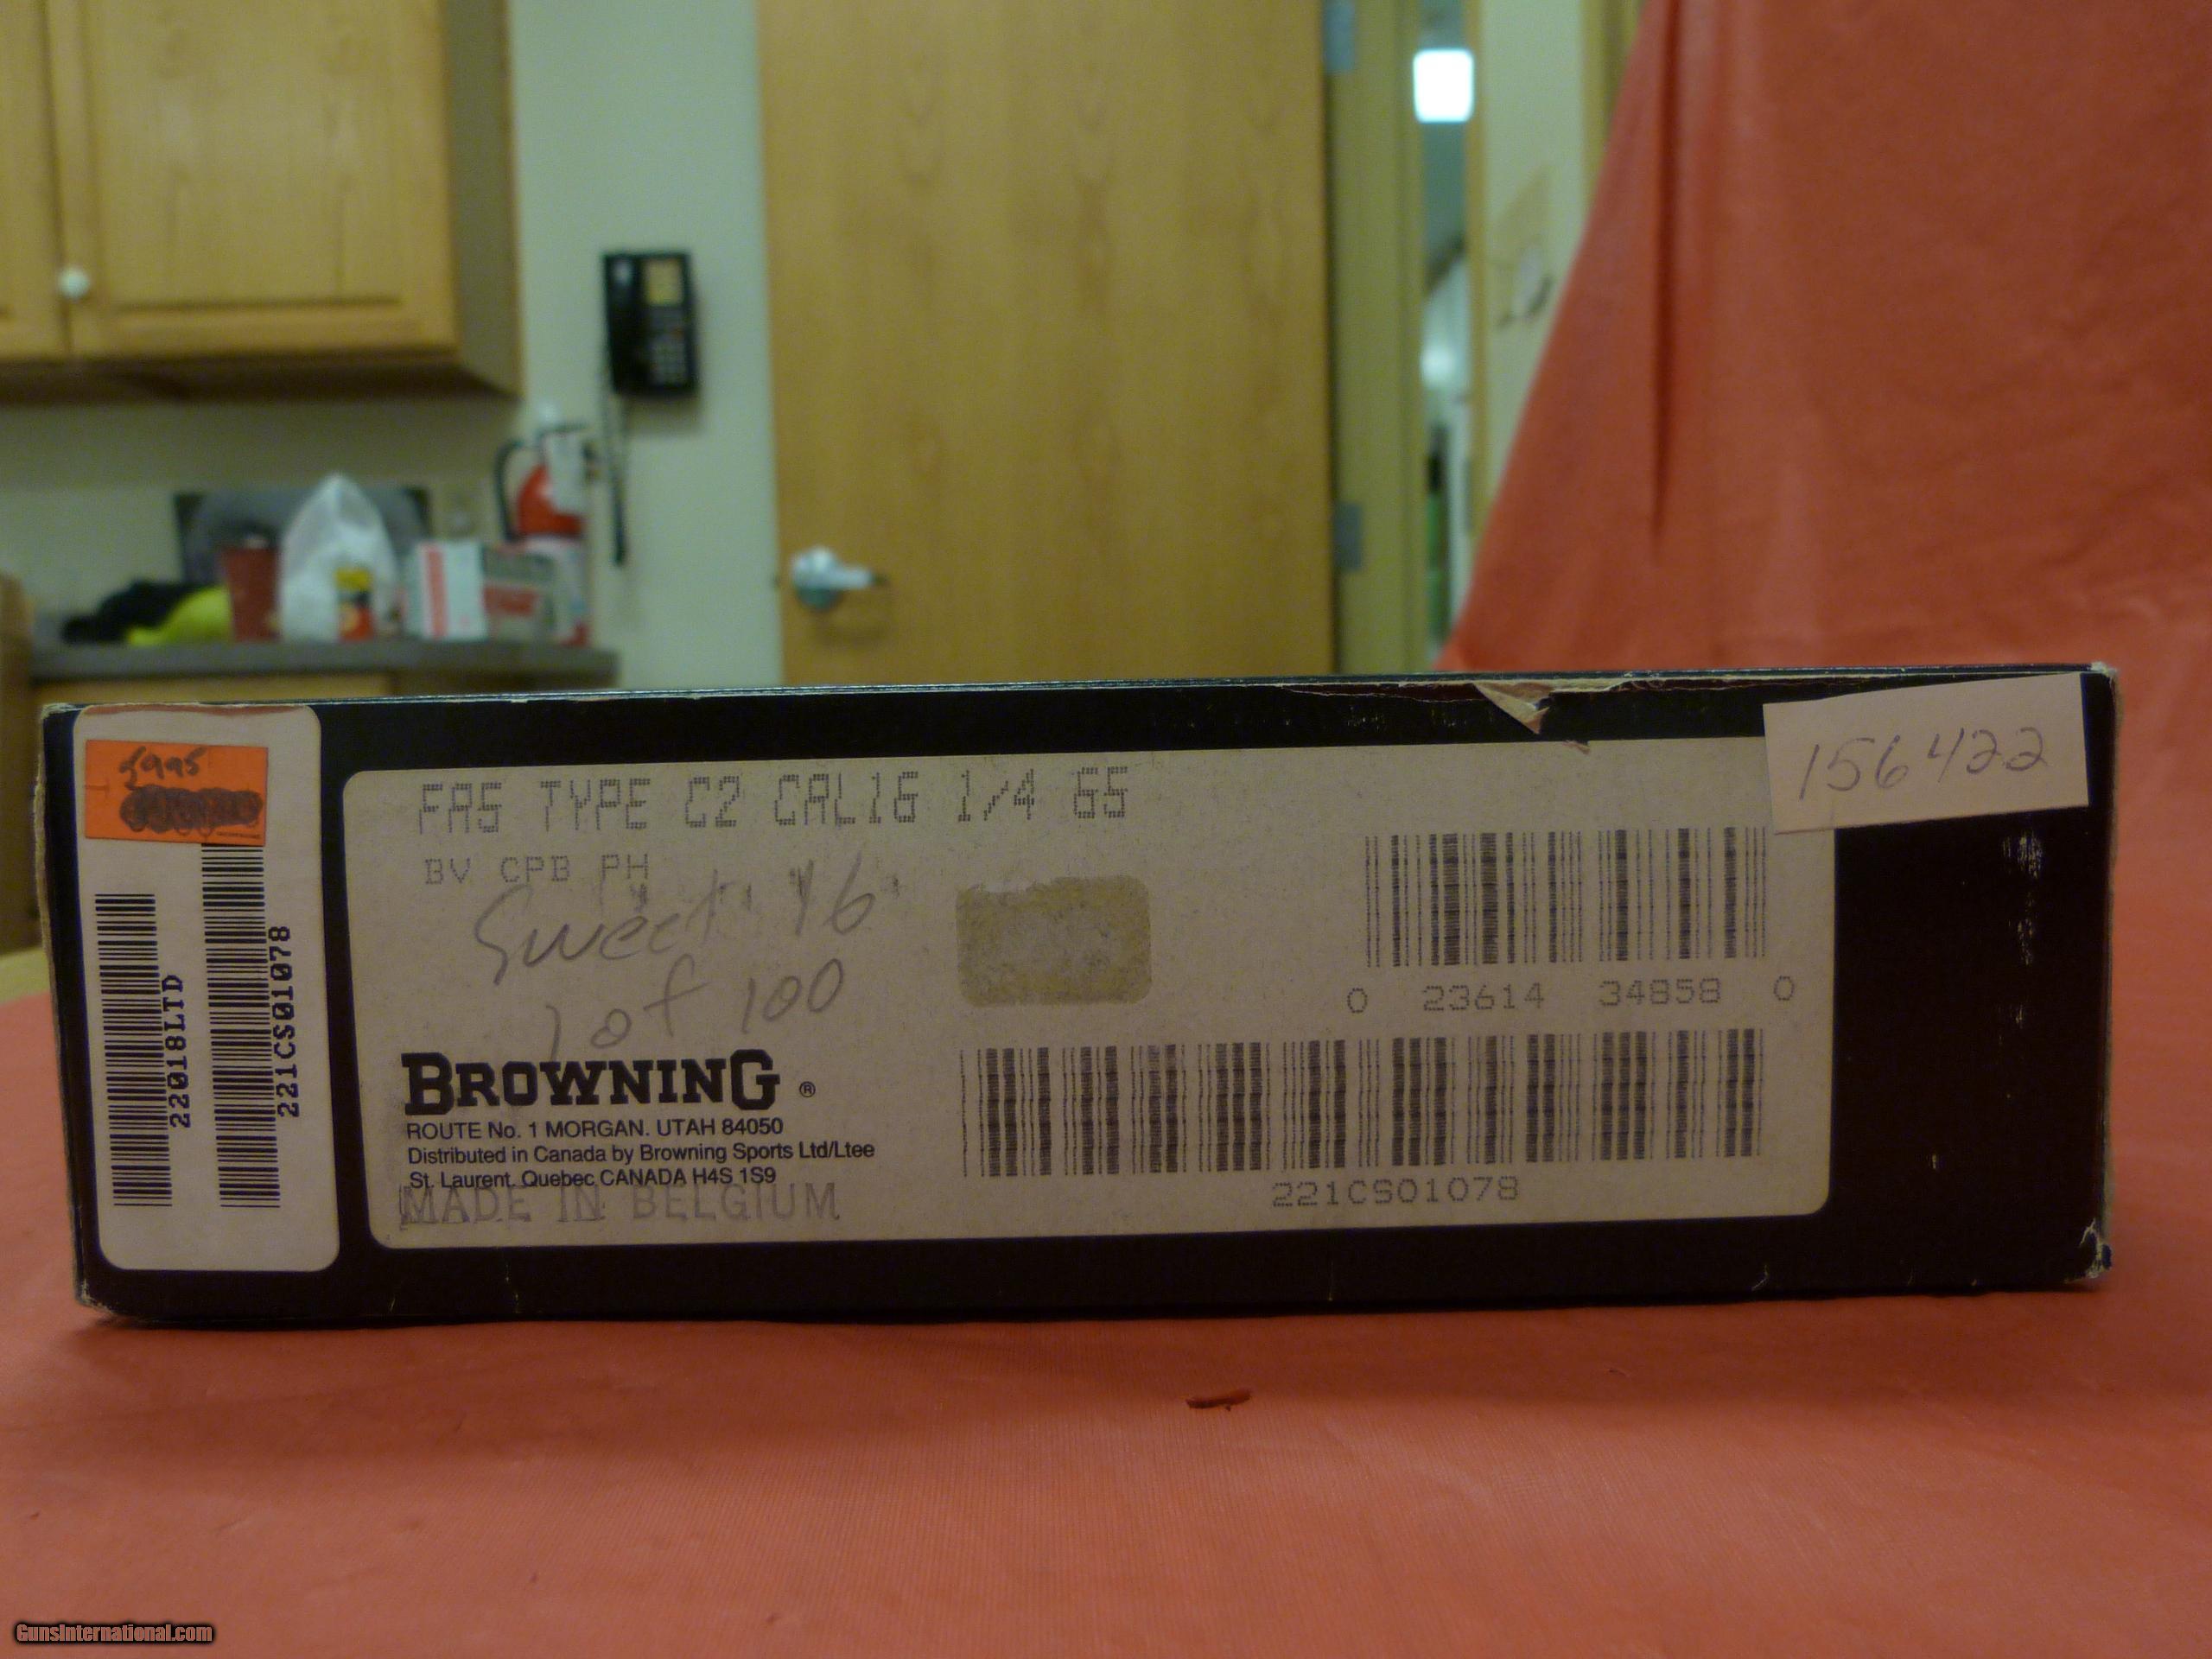 5995
22018LTD
221CS01078
FA5 TYPE C2 CAL16 1/4 65
BV CPB PH
Sweet 16
1 of 100
BROWNING ®
ROUTE No. 1 MORGAN. UTAH 84050
Distributed in Canada by Browning Sports Ltd/Ltee
St. Laurent. Quebec CANADA H4S 1S9
MADE IN BELGIUM
156422
0 23614 34858 0
221CS01078
GunsInternational.com